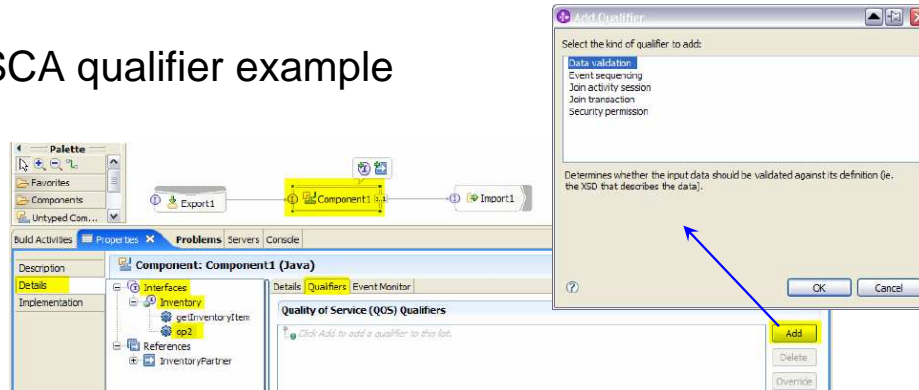 SCA qualifier example
Add Qualifier
Select the kind of qualifier to add:
Data validation
Event sequencing
Join activity session
Join transaction
Security permission
Determines whether the input data should be validated against its definition (ie.
the XSD that describes the data).
OK
Cancel
Palette
Favorites
Components
Untyped Com...
Export1
Component1
Import1
Build Activities
Properties
Problems
Servers
Console
Description
Details
Implementation
Component: Component1 (Java)
Interfaces
Inventory
getInventoryItem
op2
References
InventoryPartner
Details
Qualifiers
Event Monitor
Quality of Service (QOS) Qualifiers
Click Add to add a qualifier to this list.
Add
Delete
Override